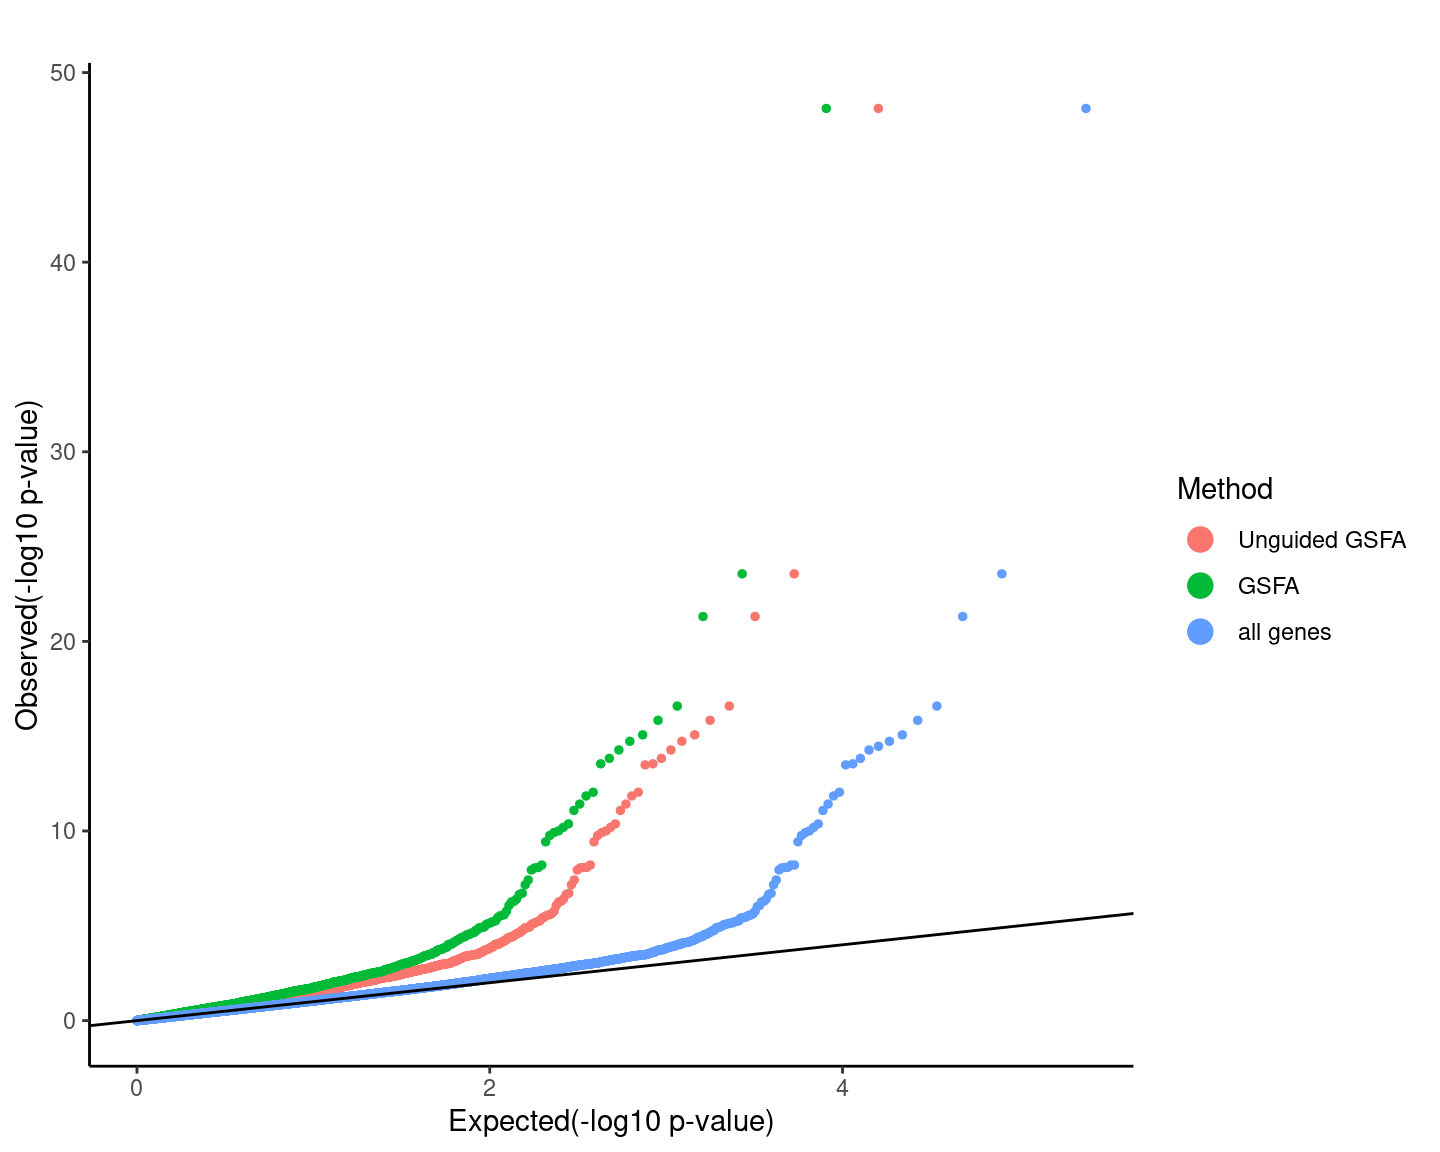 50
40
30
20
10
0
Observed(-log10 p-value)
0
2
4
Expected(-log10 p-value)
Method
Unguided GSFA
GSFA
all genes